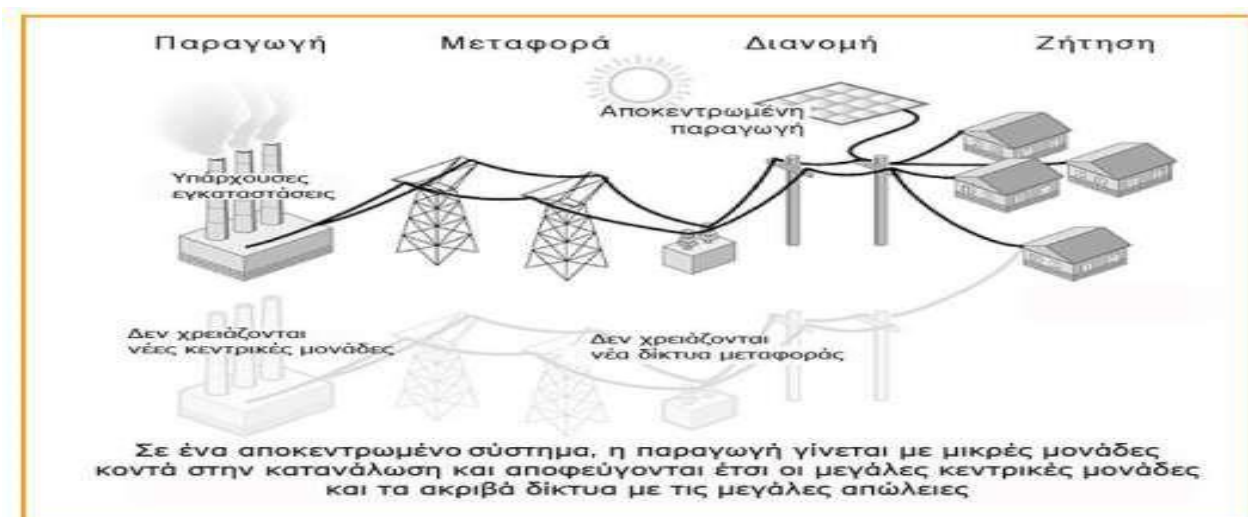 Παραγωγή Μεταφορά Διανομή Ζήτηση
Αποκεντρωμένη
παραγωγή
Υπάρχουσες
εγκαταστάσεις
Δεν χρειάζονται
νέες κεντρικές μονάδες
Δεν χρειάζονται
νέα δίκτυα μεταφοράς
Σε ένα αποκεντρωμένο σύστημα, η παραγωγή γίνεται με μικρές μονάδες
κοντά στην κατανάλωση και αποφεύγονται έτσι οι μεγάλες κεντρικές μονάδες
και τα ακριβά δίκτυα με τις μεγάλες απώλειες